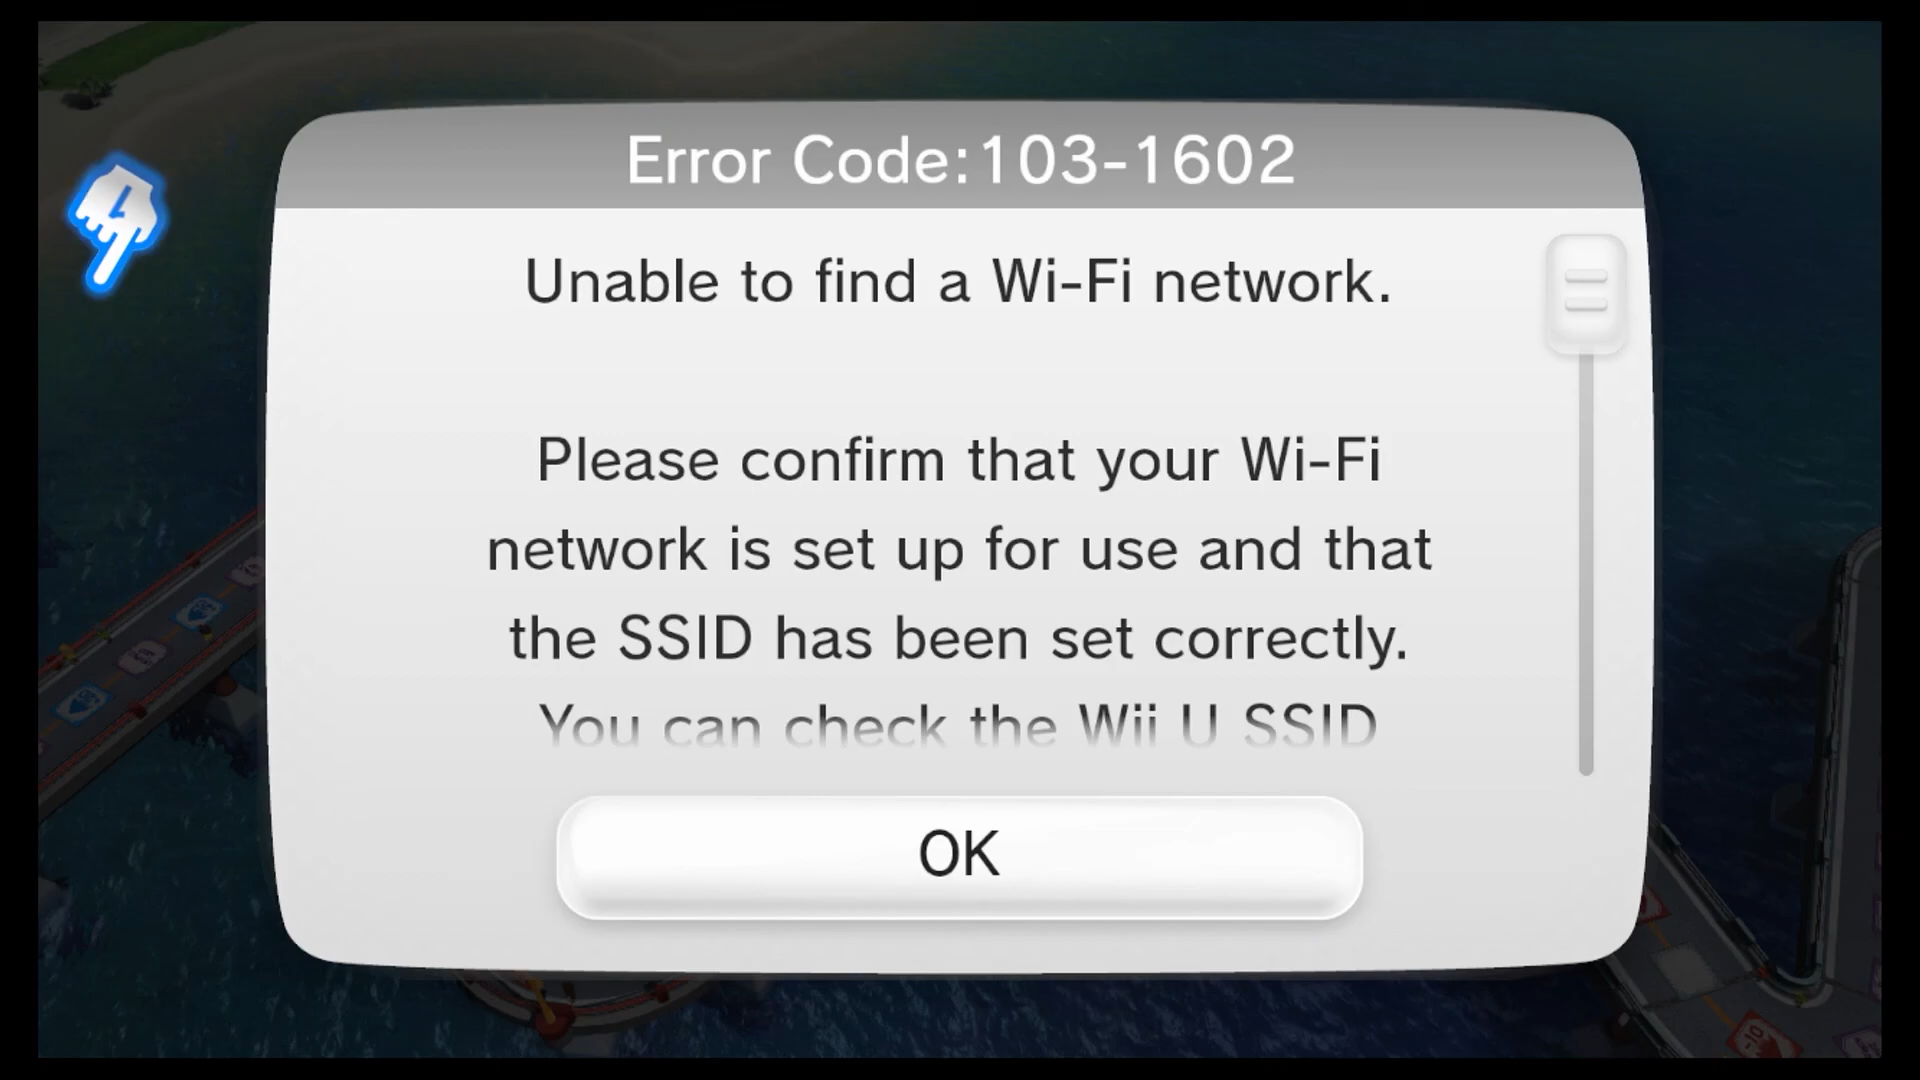 Error Code:103-1602
Unable to find a Wi-Fi network.
Please confirm that your Wi-Fi
network is set up for use and that
the SSID has been set correctly.
You can check the Wii U SSID
OK